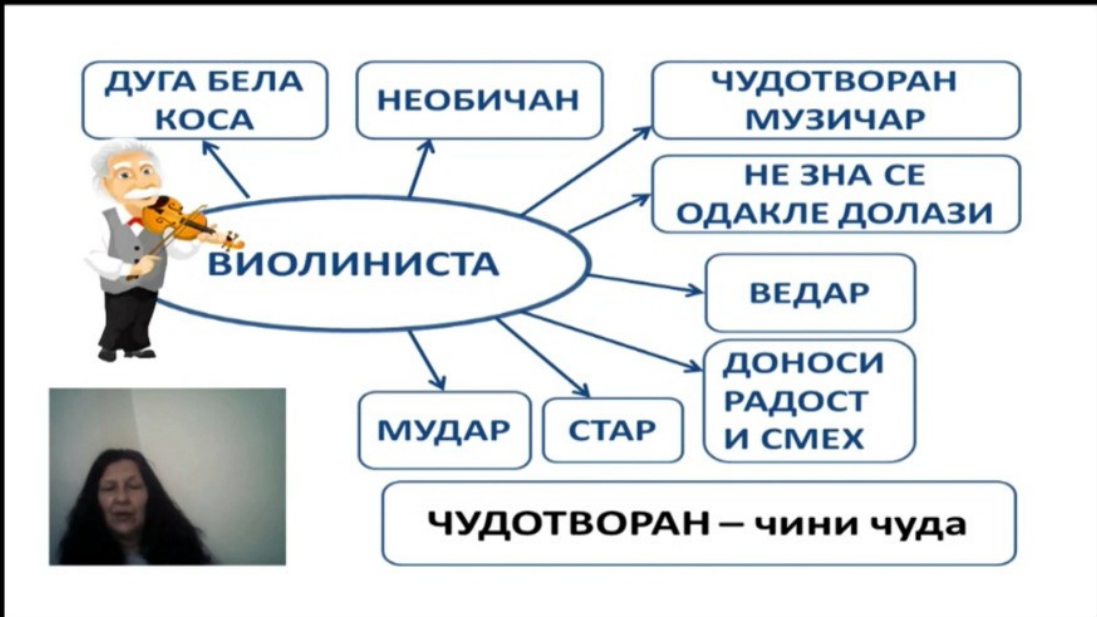 ДУГА БЕЛА
КОСА
НЕОБИЧАН
ЧУДОТВОРАН
МУЗИЧАР
НЕ ЗНА СЕ
ОДАКЛЕ ДОЛАЗИ
ВИОЛИНИСТА
ВЕДАР
ДОНОСИ
РАДОСТ
И СМЕХ
МУДАР
СТАР
ЧУДОТВОРАН – чини чуда